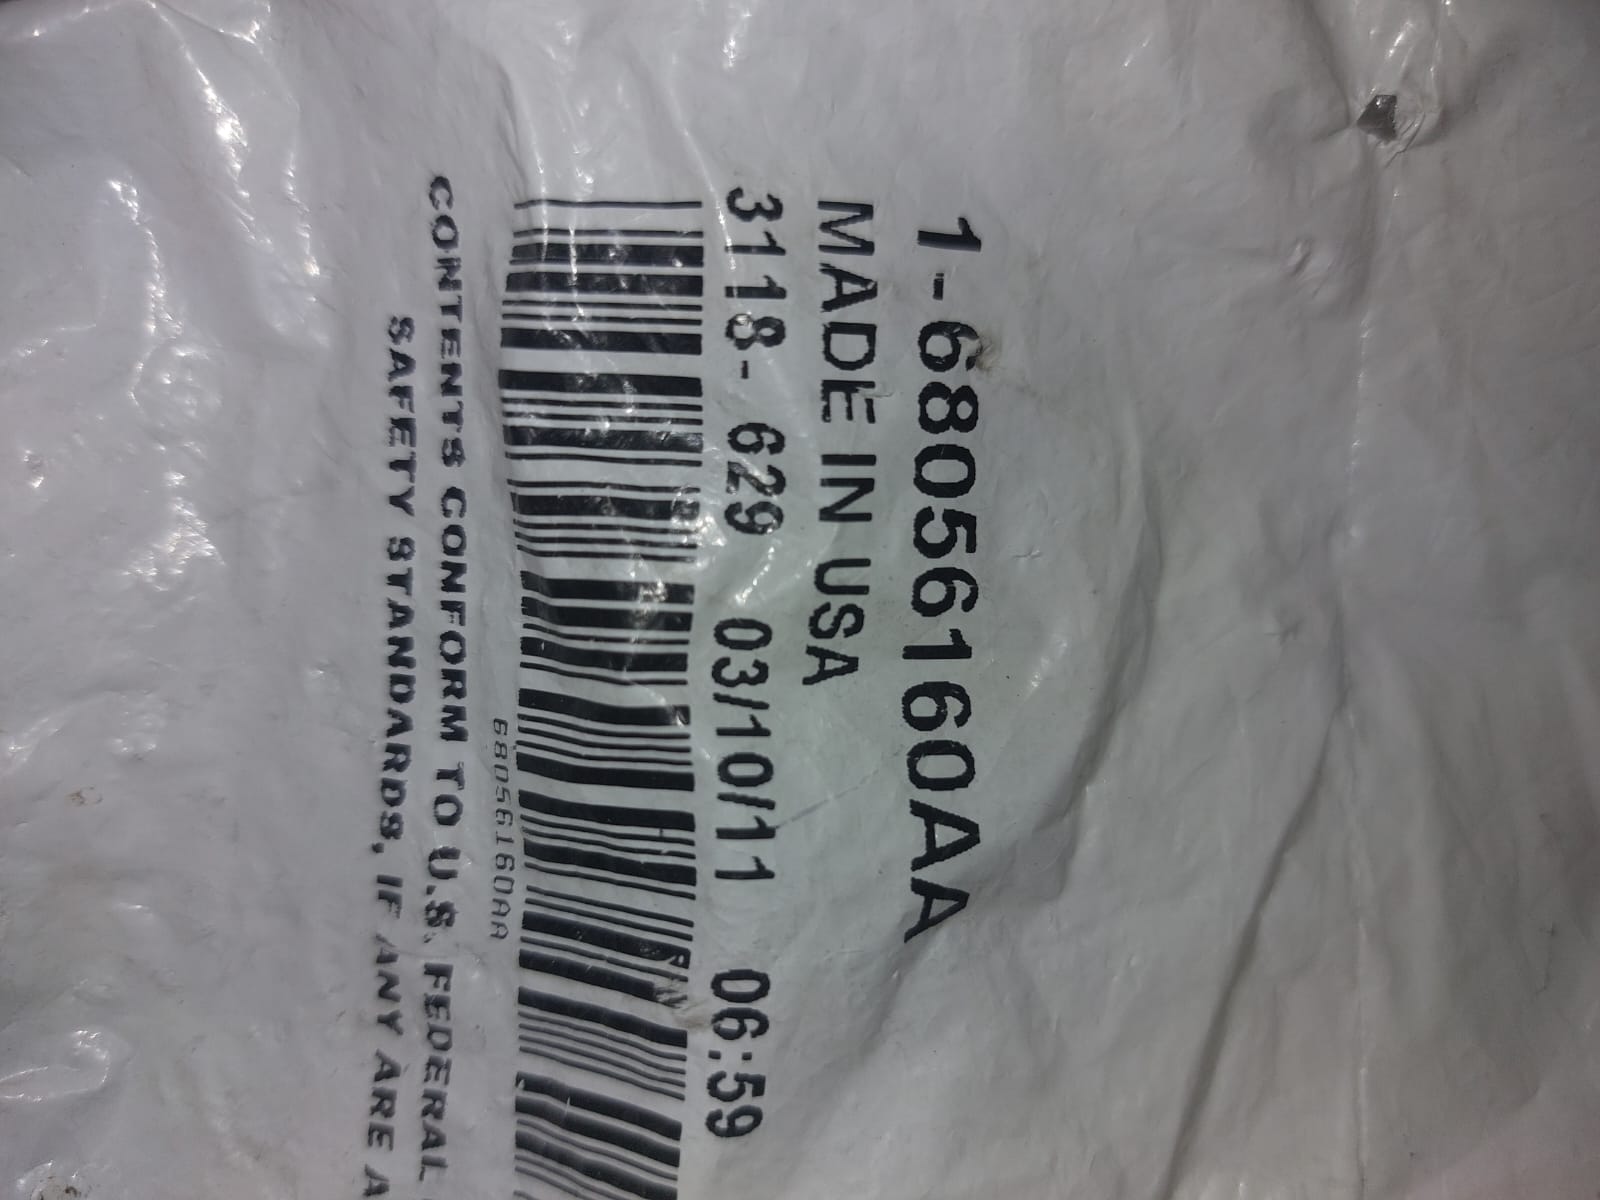 1-68056160AA
MADE IN USA
3118- 629 03/10/11 06:59
68056160AA
CONTENTS CONFORM TO U.S. FEDERAL
SAFETY STANDARDS, IF ANY ARE A